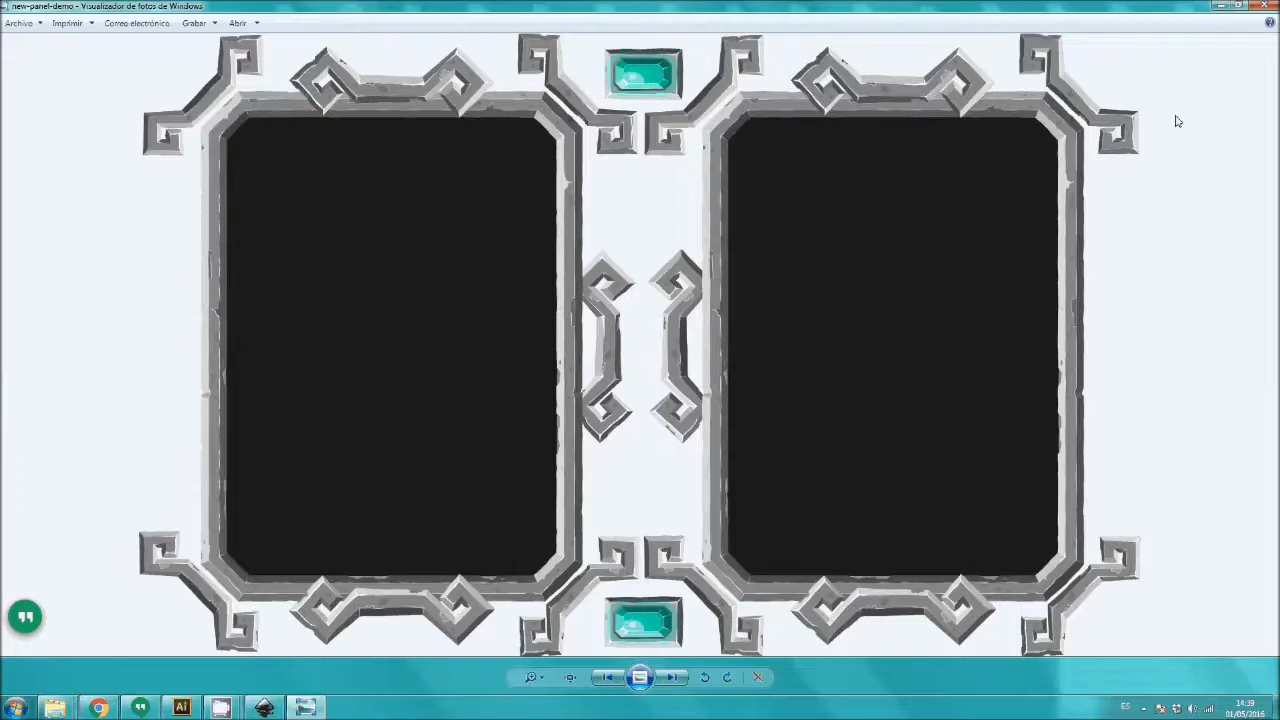 new-panel-demo - Visualizador de fotos de Windows
Archivo Imprimir Correo electrónico Grabar Abrir
Ai
ES
14:39
01/05/2016